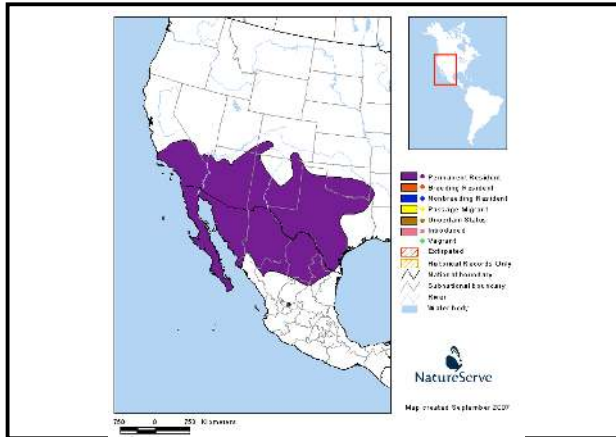 Permanent Resident
Breeding Resident
Nonbreeding Resident
Passage Migrant
Uncertain Status
Introduced
Vagrant
Extirpated
Historical Records Only
National boundary
Subnational boundary
River
Water body
NatureServe
Map created September 2007
750 0 750 Kilometers